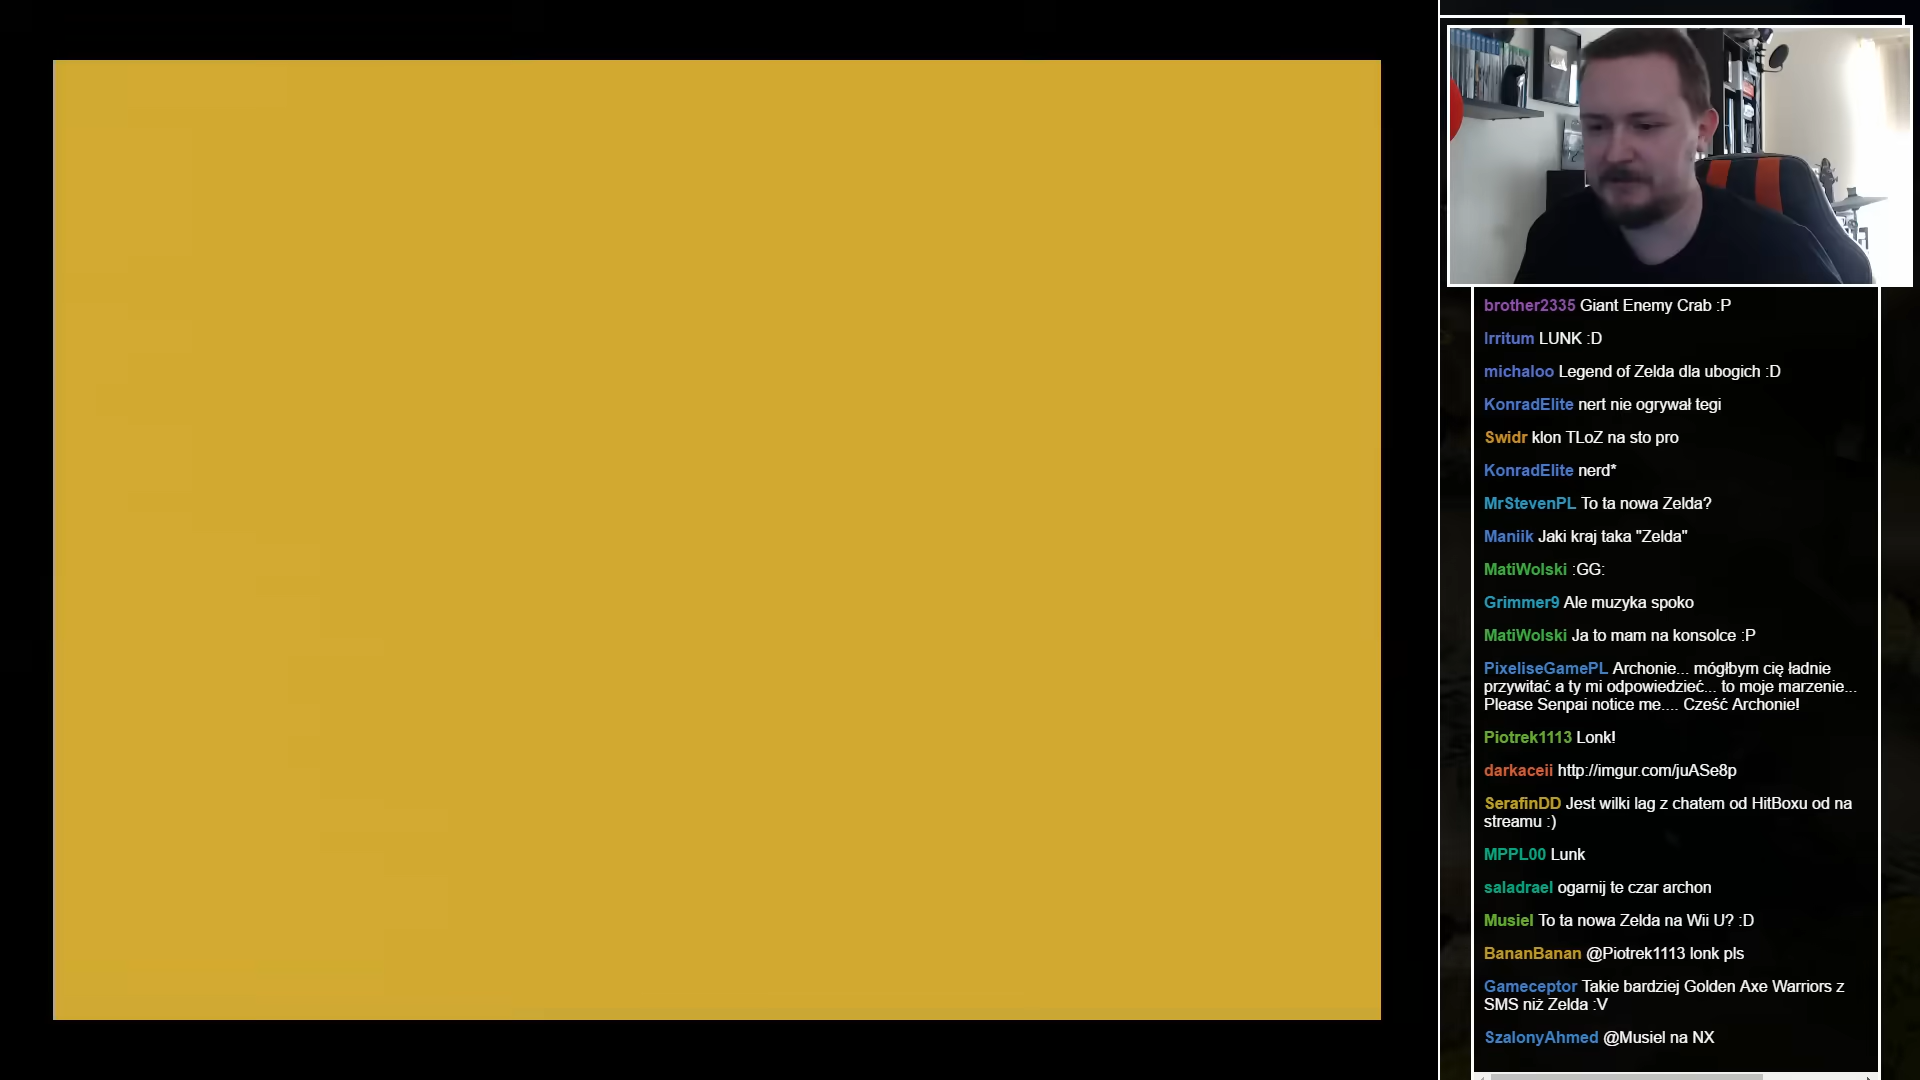 brother2335 Giant Enemy Crab :P
Irritum LUNK :D
michaloo Legend of Zelda dla ubogich :D
KonradElite nert nie ogrywał tegi
Swidr klon TLoZ na sto pro
KonradElite nerd*
MrStevenPL To ta nowa Zelda?
Maniik Jaki kraj taka "Zelda"
MatiWolski :GG:
Grimmer9 Ale muzyka spoko
MatiWolski Ja to mam na konsolce :P
PixeliseGamePL Archonie... mógłbym cię ładnie
przywitać a ty mi odpowiedzieć... to moje marzenie...
Please Senpai notice me.... Cześć Archonie!
Piotrek1113 Lonk!
darkaceii http://imgur.com/juASe8p
SerafinDD Jest wilki lag z chatem od HitBoxu od na
streamu :)
MPPL00 Lunk
saladrael ogarnij te czar archon
Musiel To ta nowa Zelda na Wii U? :D
BananBanan @Piotrek1113 lonk pls
Gameceptor Takie bardziej Golden Axe Warriors z
SMS niż Zelda :V
SzalonyAhmed @Musiel na NX